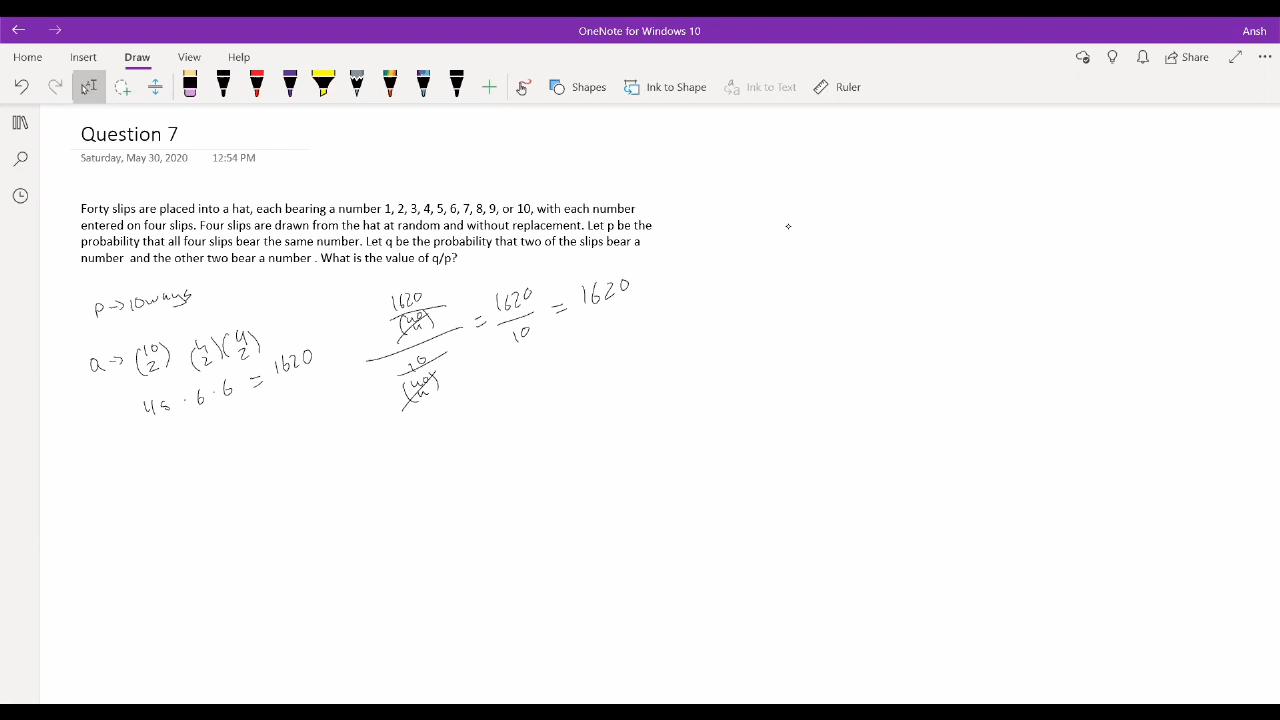 OneNote for Windows 10
Ansh
Home Insert Draw View Help
Share
Shapes Ink to Shape Ink to Text Ruler
Question 7
Saturday, May 30, 2020 12:54 PM
Forty slips are placed into a hat, each bearing a number 1, 2, 3, 4, 5, 6, 7, 8, 9, or 10, with each number
entered on four slips. Four slips are drawn from the hat at random and without replacement. Let p be the
probability that all four slips bear the same number. Let q be the probability that two of the slips bear a
number and the other two bear a number . What is the value of q/p?
p → 10 ways
q → (10 2) (4 2)(4 2)
45 · 6 · 6 = 1620
1620 / (40 4) / 10 / (40 4) = 1620 / 10 = 1620